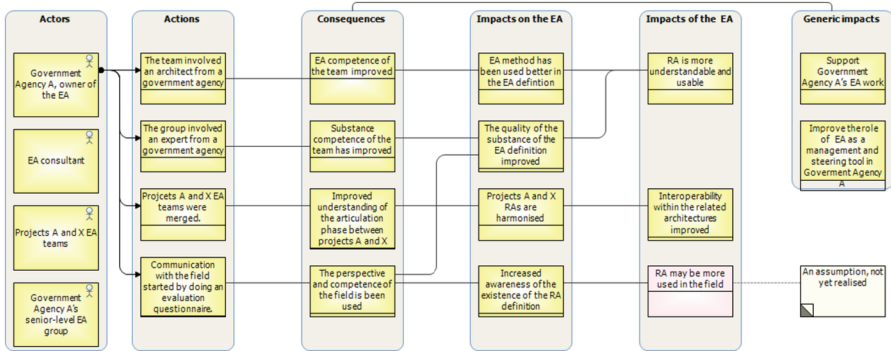 Actors
Government
Agency A, owner of
the EA
EA consultant
Projects A and X EA
teams
Government
Agency A's
senior-level EA
group
Actions
The team involved
an architect from a
government agency
The group involved
an expert from a
government agency
Projcets A and X EA
teams were
merged.
Communication
with the field
started by doing an
evaluation
questionnaire.
Consequences
EA competence of
the team improved
Substance
competence of the
team has improved
Improved
understanding of
the articulation
phase between
projects A and X
The perspective
and competence of
the field is been
used
Impacts on the EA
EA method has
been used better in
the EA defintion
The quality of the
substance of the
EA definition
improved
Projects A and X
RAs are
harmonised
Increased
awareness of the
existence of the RA
definition
Impacts of the EA
RA is more
understandable and
usable
Interoperability
within the related
architectures
improved
RA may be more
used in the field
Generic impacts
Support
Government
Agency A's EA work
Improve therole
of EA as a
management and
steering tool in
Goverment Agency
A
An assumption, not
yet realised